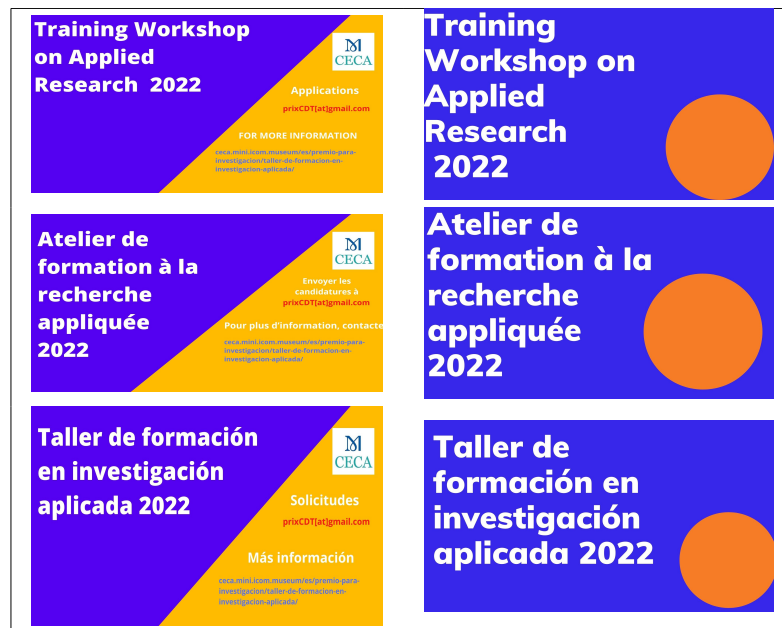 Training Workshop
on Applied
Research 2022
CECA
Applications
prixCDT[at]gmail.com
FOR MORE INFORMATION
ceca.mini.icom.museum/es/premio-para-
investigacion/taller-de-formacion-en-
investigacion-aplicada/
Training
Workshop on
Applied
Research
2022
Atelier de
formation à la
recherche
appliquée
2022
CECA
Envoyer les
candidatures à
prixCDT[at]gmail.com
Pour plus d'information, contacte
ceca.mini.icom.museum/es/premio-para-
investigacion/taller-de-formacion-en-
investigacion-aplicada/
Atelier de
formation à la
recherche
appliquée
2022
Taller de formación
en investigación
aplicada 2022
CECA
Solicitudes
prixCDT[at]gmail.com
Más información
ceca.mini.icom.museum/es/premio-para-
investigacion/taller-de-formacion-en-
investigacion-aplicada/
Taller de
formación en
investigación
aplicada 2022